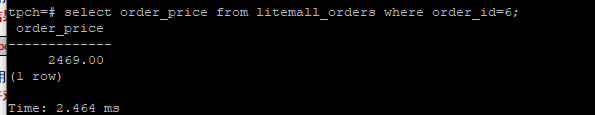 tpch=# select order_price from litemall_orders where order_id=6;
order_price
-------------
2469.00
(1 row)
Time: 2.464 ms